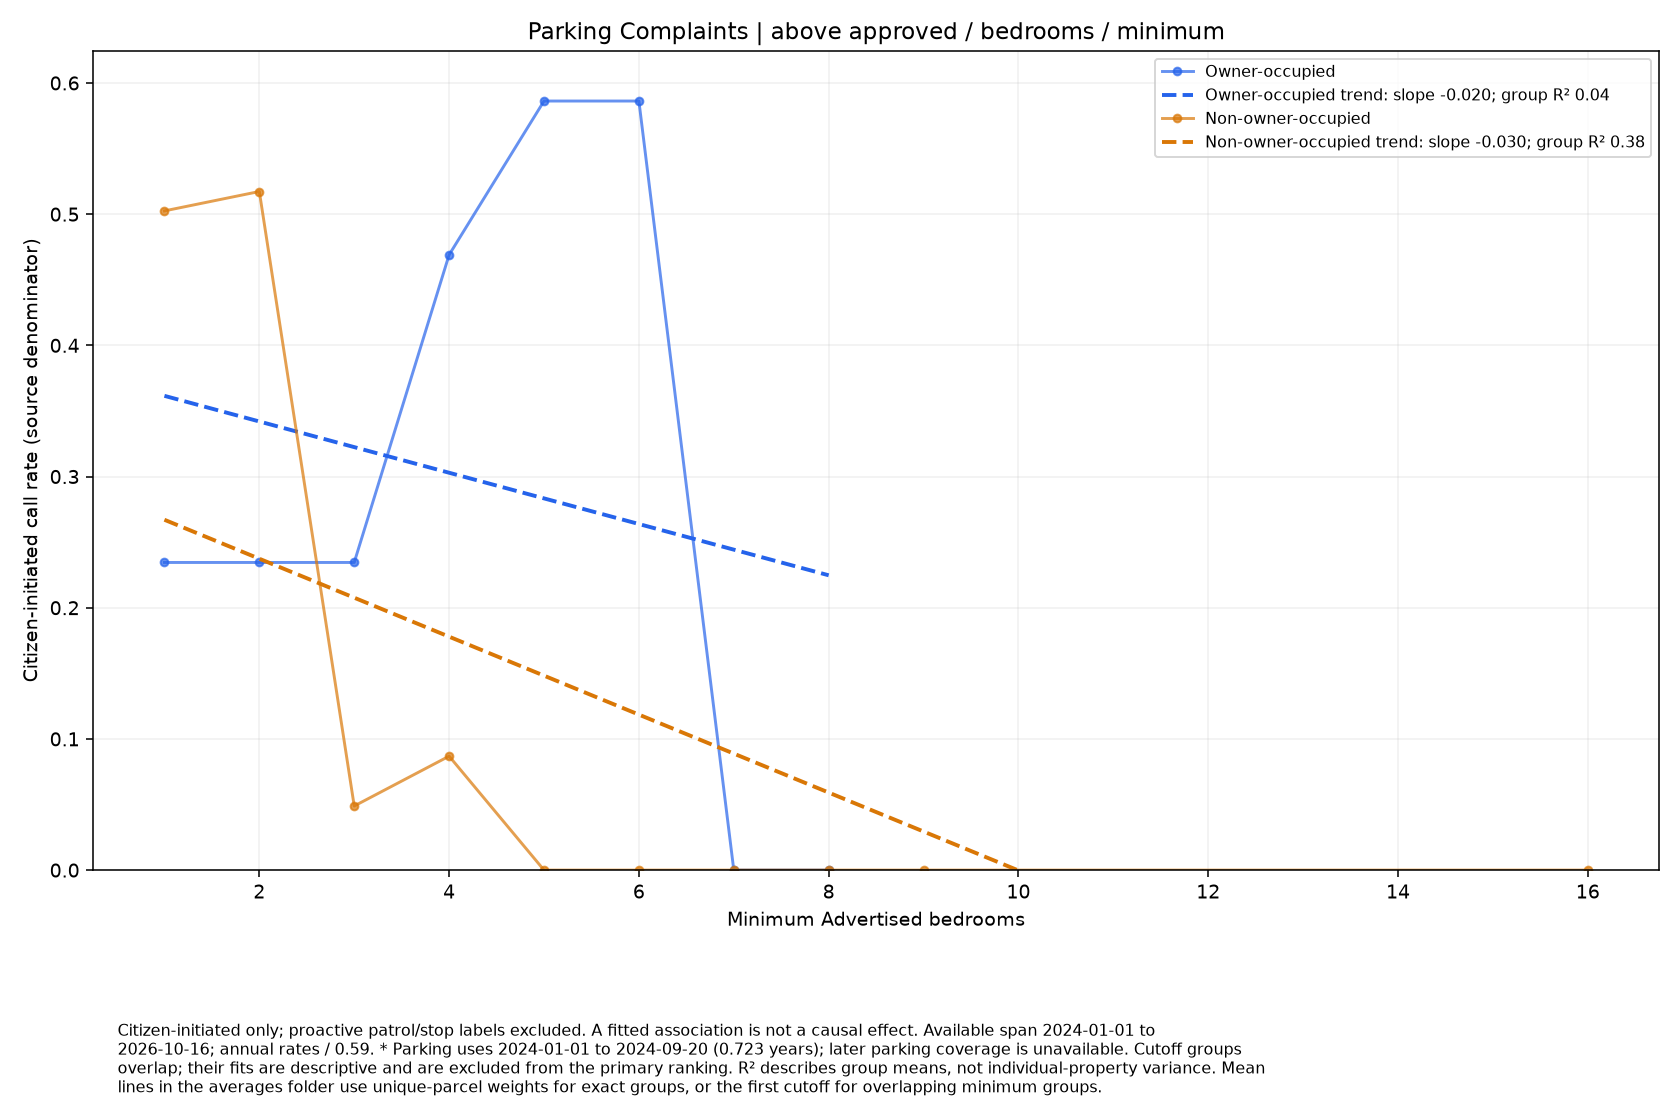 Parking Complaints | above approved / bedrooms / minimum
Owner-occupied
Owner-occupied trend: slope -0.020; group R² 0.04
Non-owner-occupied
Non-owner-occupied trend: slope -0.030; group R² 0.38
Citizen-initiated call rate (source denominator)
0.6
0.5
0.4
0.3
0.2
0.1
0.0
2 4 6 8 10 12 14 16
Minimum Advertised bedrooms
Citizen-initiated only; proactive patrol/stop labels excluded. A fitted association is not a causal effect. Available span 2024-01-01 to
2026-10-16; annual rates / 0.59. * Parking uses 2024-01-01 to 2024-09-20 (0.723 years); later parking coverage is unavailable. Cutoff groups
overlap; their fits are descriptive and are excluded from the primary ranking. R² describes group means, not individual-property variance. Mean
lines in the averages folder use unique-parcel weights for exact groups, or the first cutoff for overlapping minimum groups.